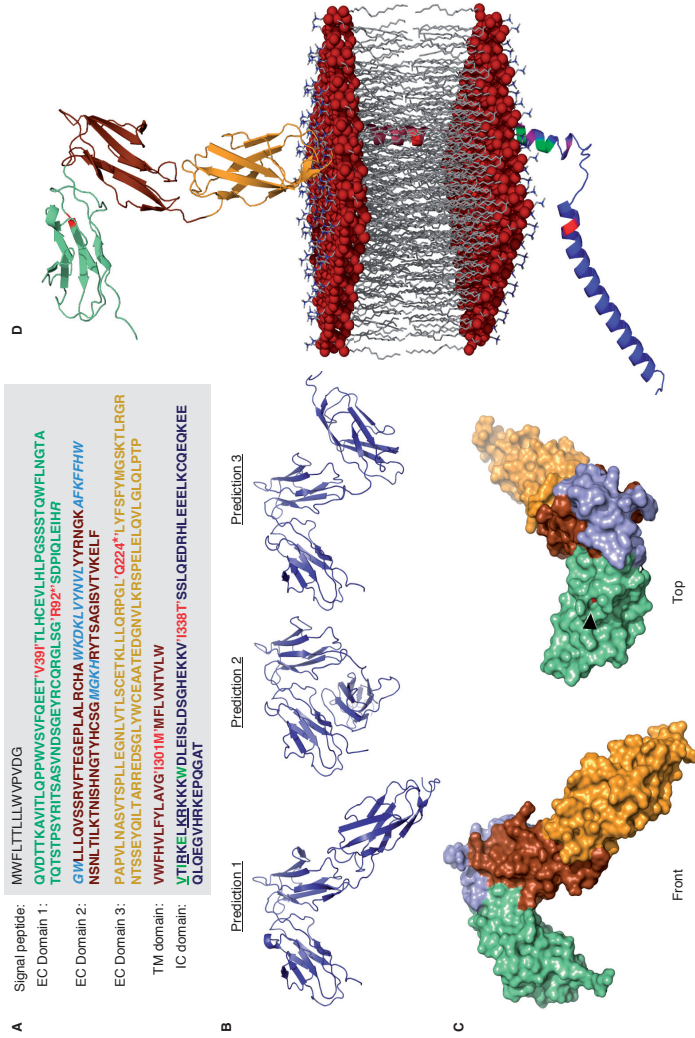 A
Signal peptide: MWFLTTLLLWVPVDG
EC Domain 1: QVDTTKAVITLQPPWVSVFQEET'V39I'TLHCEVLHLPGSSSTQWFLNGTA
TQTSTPSYRITSASVNDSGEYRCQRGLSG'R92*'SDPIQLEIHR
EC Domain 2: GWLLLQVSSRVFTEGEPLALRCHAWKDKLVYNVLYYRNGKAFKFFHW
NSNLTILKTNISHNGTYHCSGMGKHRYTSAGISVTVKELF
EC Domain 3: PAPVLNASVTSPLLEGNLVTLSCETKLLLQRPGL'Q224*'LYFSFYMGSKTLRGR
NTSSEYQILTARREDSGLYWCEAATEDGNVLKRSPELELQVLGLQLPTP
TM domain: VWFHVLFYLAVG'I301M'MFLVNTVLW
IC domain: VTIRKELKRKKKWDLEISLDSGHEKKV'I338T'SSLQEDRHLEEELKCQEQKEE
QLQEGVHRKEPQGAT
B
Prediction 1
Prediction 2
Prediction 3
C
Front
Top
D